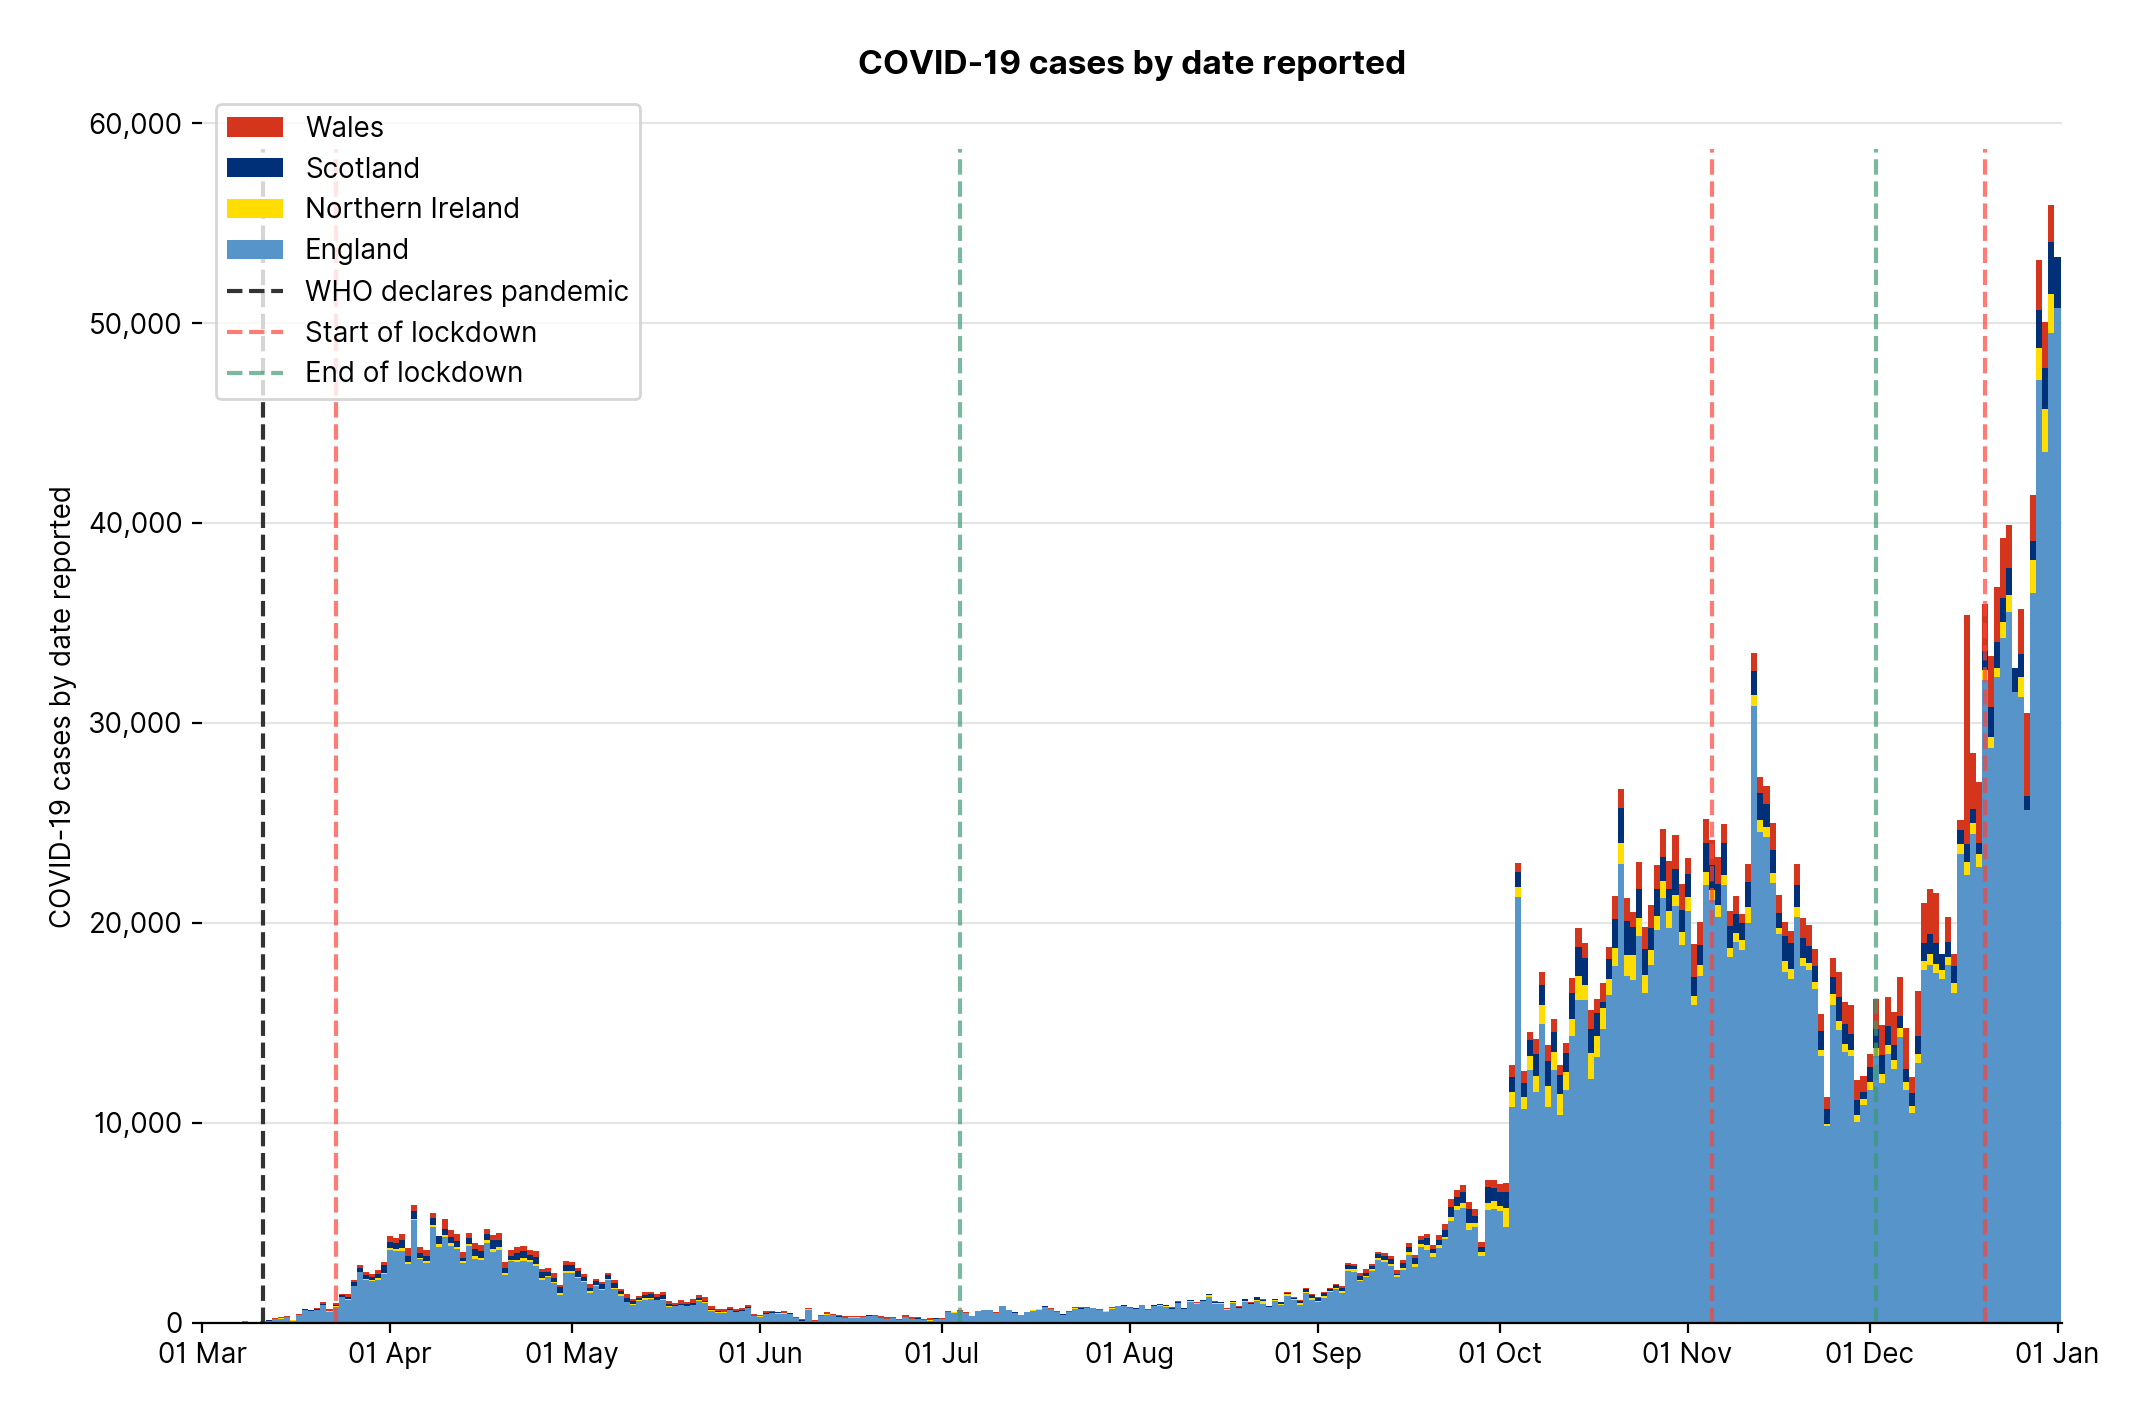 COVID-19 cases by date reported
60,000
50,000
40,000
30,000
20,000
10,000
0
COVID-19 cases by date reported
Wales
Scotland
Northern Ireland
England
WHO declares pandemic
Start of lockdown
End of lockdown
01 Mar
01 Apr
01 May
01 Jun
01 Jul
01 Aug
01 Sep
01 Oct
01 Nov
01 Dec
01 Jan